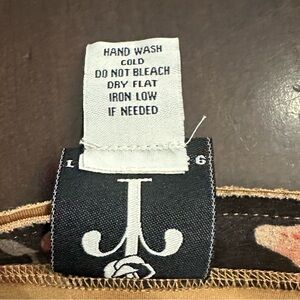 HAND WASH
COLD
DO NOT BLEACH
DRY FLAT
IRON LOW
IF NEEDED